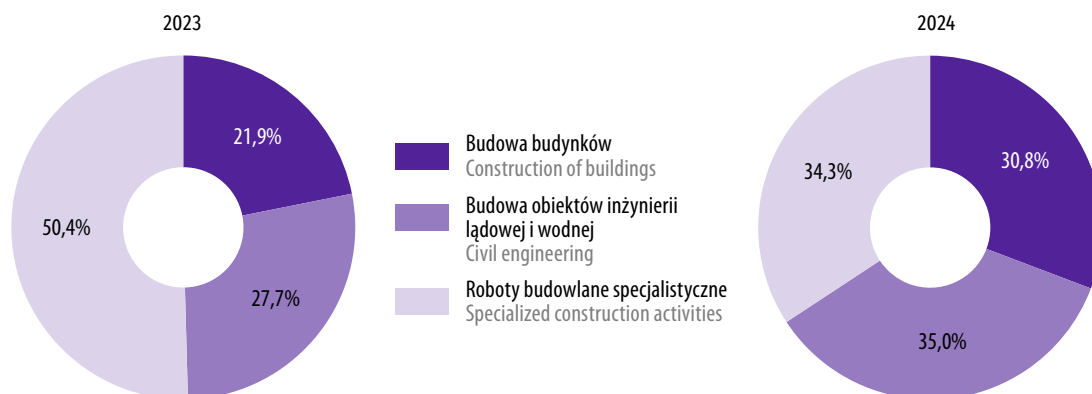 2023
21,9%
50,4%
27,7%
Budowa budynków
Construction of buildings
Budowa obiektów inżynierii
lądowej i wodnej
Civil engineering
Roboty budowlane specjalistyczne
Specialized construction activities
2024
30,8%
34,3%
35,0%